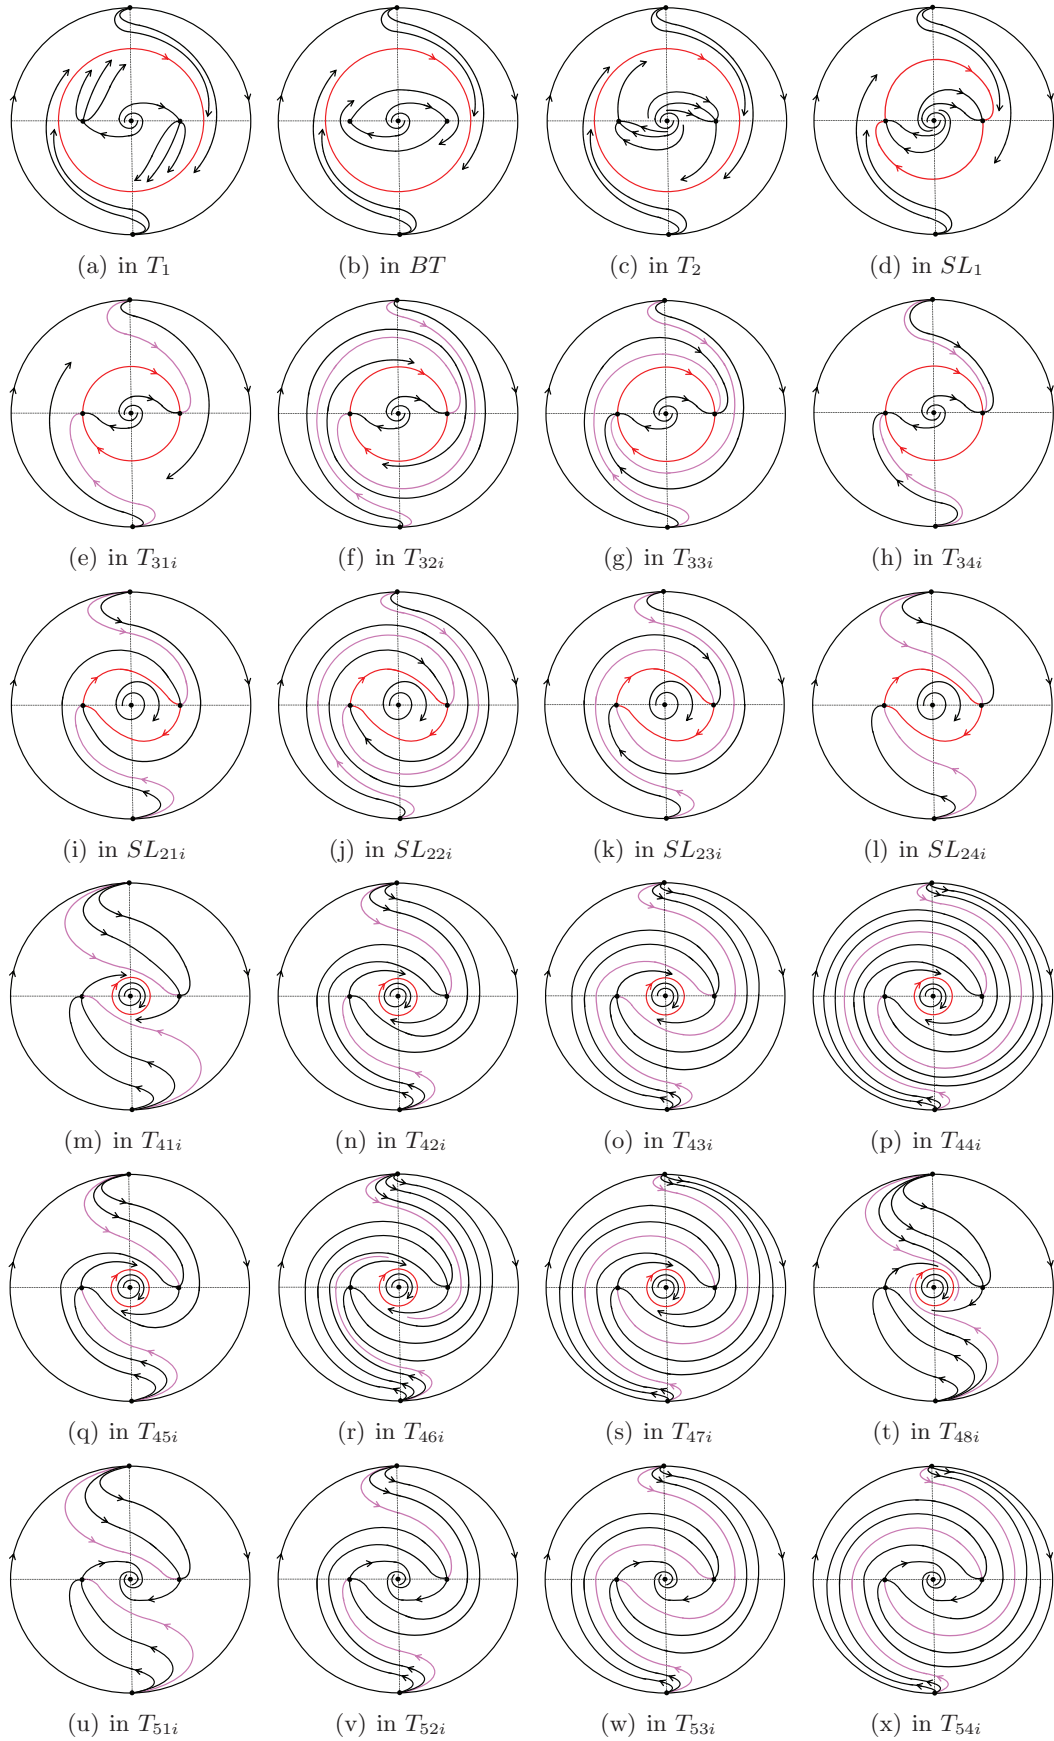 (a) in T₁ (b) in BT (c) in T₂ (d) in SL₁
(e) in T₃₁ᵢ (f) in T₃₂ᵢ (g) in T₃₃ᵢ (h) in T₃₄ᵢ
(i) in SL₂₁ᵢ (j) in SL₂₂ᵢ (k) in SL₂₃ᵢ (l) in SL₂₄ᵢ
(m) in T₄₁ᵢ (n) in T₄₂ᵢ (o) in T₄₃ᵢ (p) in T₄₄ᵢ
(q) in T₄₅ᵢ (r) in T₄₆ᵢ (s) in T₄₇ᵢ (t) in T₄₈ᵢ
(u) in T₅₁ᵢ (v) in T₅₂ᵢ (w) in T₅₃ᵢ (x) in T₅₄ᵢ